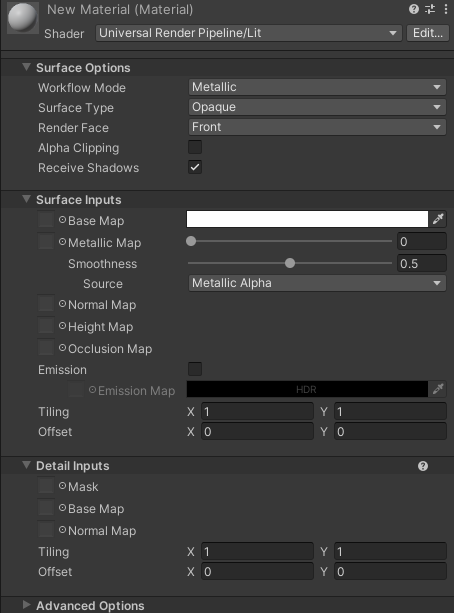 New Material (Material)
Shader Universal Render Pipeline/Lit Edit...
Surface Options
Workflow Mode Metallic
Surface Type Opaque
Render Face Front
Alpha Clipping
Receive Shadows
Surface Inputs
Base Map
Metallic Map 0
Smoothness 0.5
Source Metallic Alpha
Normal Map
Height Map
Occlusion Map
Emission
Emission Map HDR
Tiling X 1 Y 1
Offset X 0 Y 0
Detail Inputs
Mask
Base Map
Normal Map
Tiling X 1 Y 1
Offset X 0 Y 0
Advanced Options